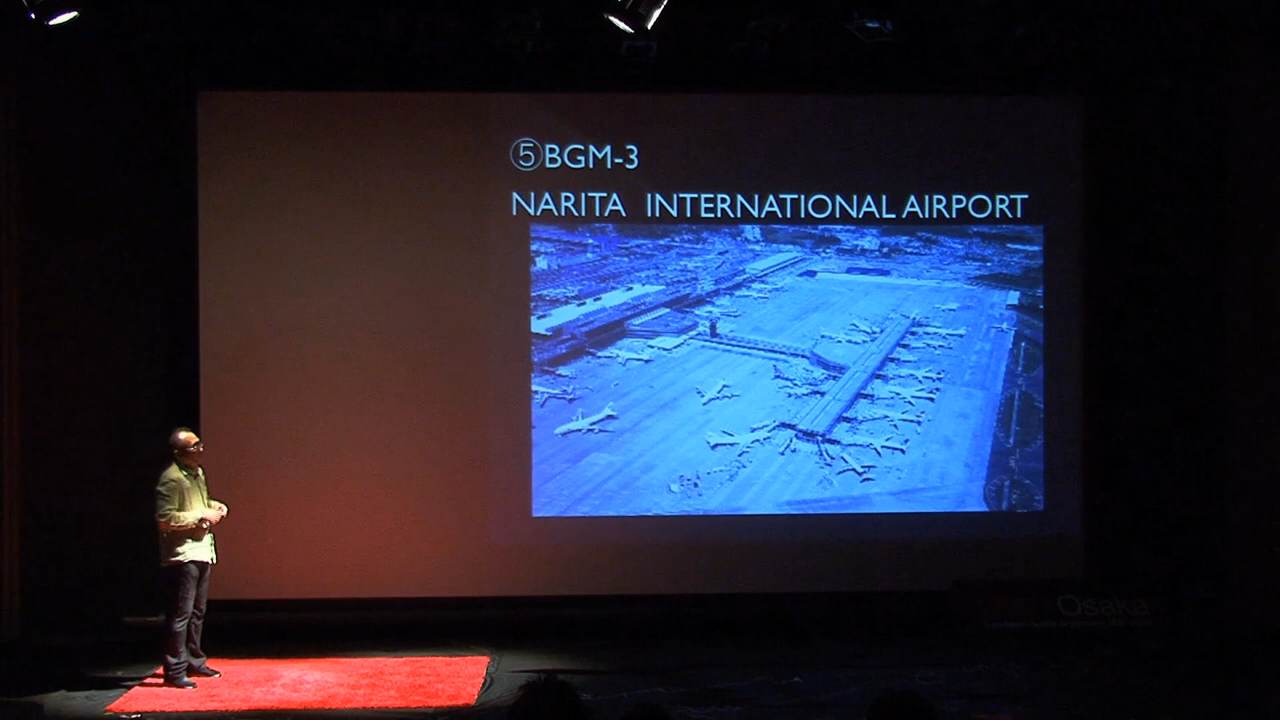 ⑤BGM-3
NARITA INTERNATIONAL AIRPORT
Osaka